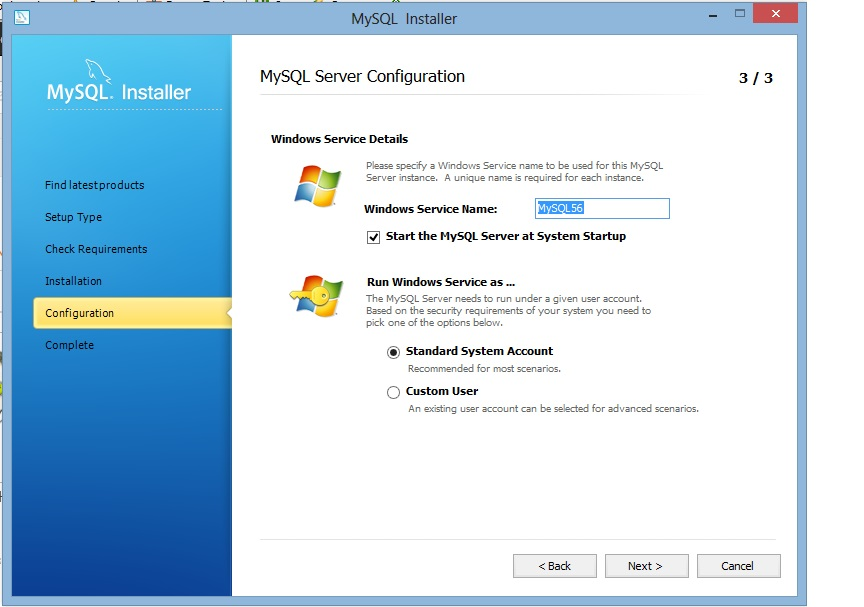 MySQL Installer
MySQL. Installer
MySQL Server Configuration
3 / 3
Find latest products
Setup Type
Check Requirements
Installation
Configuration
Complete
Windows Service Details
Please specify a Windows Service name to be used for this MySQL
Server instance. A unique name is required for each instance.
Windows Service Name:
MySQL56
Start the MySQL Server at System Startup
Run Windows Service as ...
The MySQL Server needs to run under a given user account.
Based on the security requirements of your system you need to
pick one of the options below.
Standard System Account
Recommended for most scenarios.
Custom User
An existing user account can be selected for advanced scenarios.
< Back
Next >
Cancel